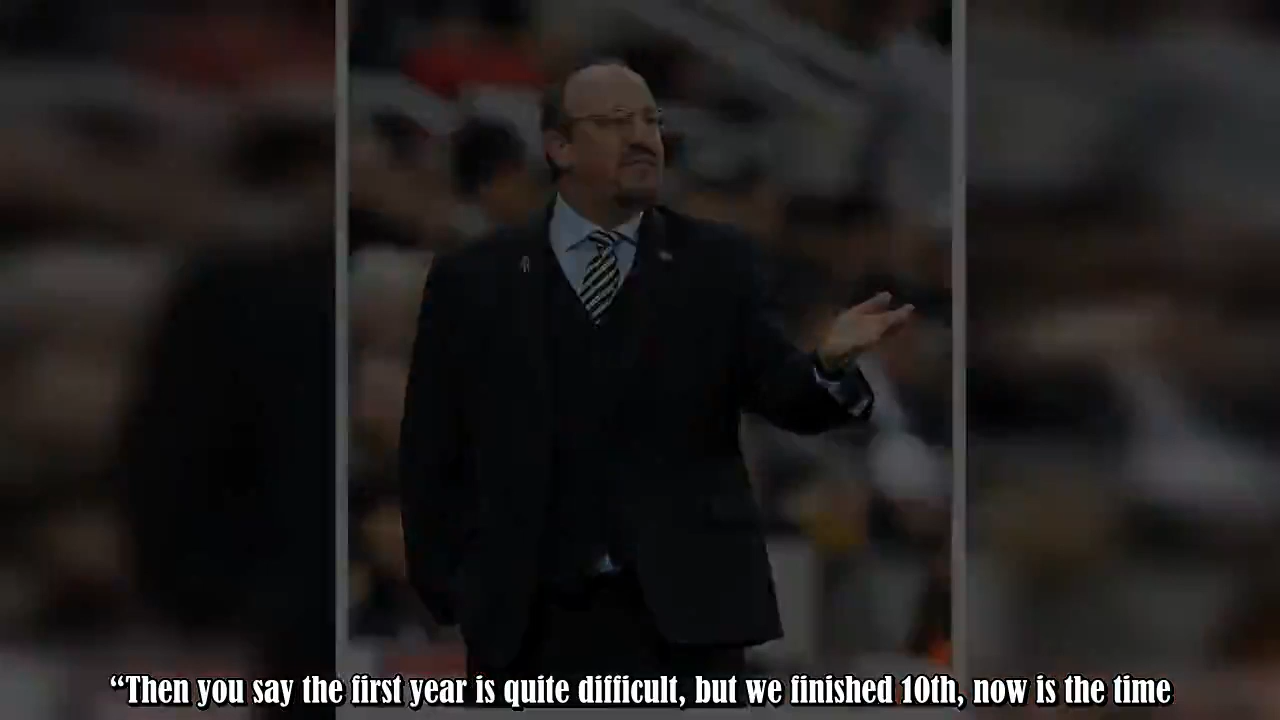 “Then you say the first year is quite difficult, but we finished 10th, now is the time